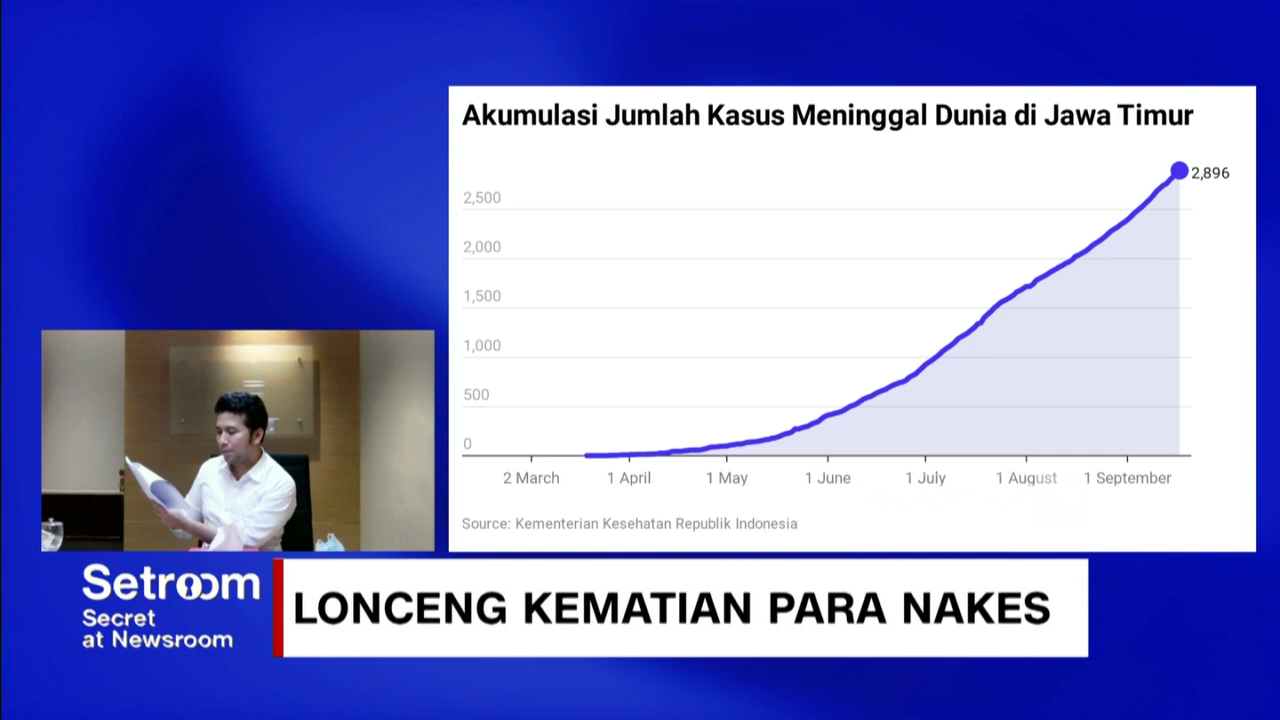 Akumulasi Jumlah Kasus Meninggal Dunia di Jawa Timur
2,896
2,500
2,000
1,500
1,000
500
0
2 March 1 April 1 May 1 June 1 July 1 August 1 September
Source: Kementerian Kesehatan Republik Indonesia
Setroom
Secret
at Newsroom
LONCENG KEMATIAN PARA NAKES